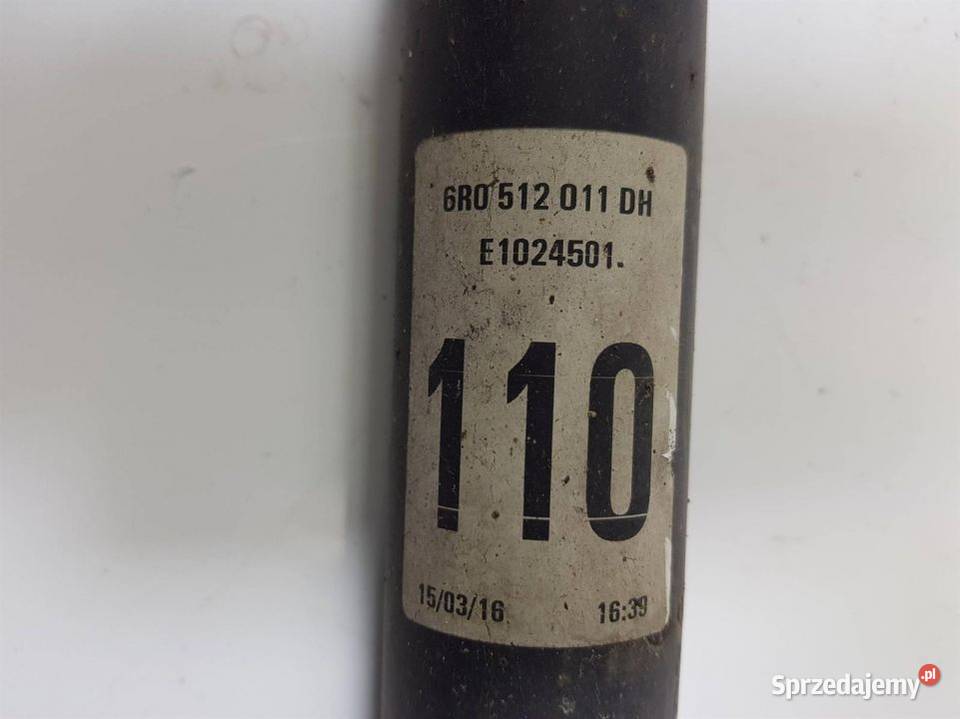 6R0 512 011 DH
E1024501.
110
15/03/16 16:39
Sprzedajemy.pl